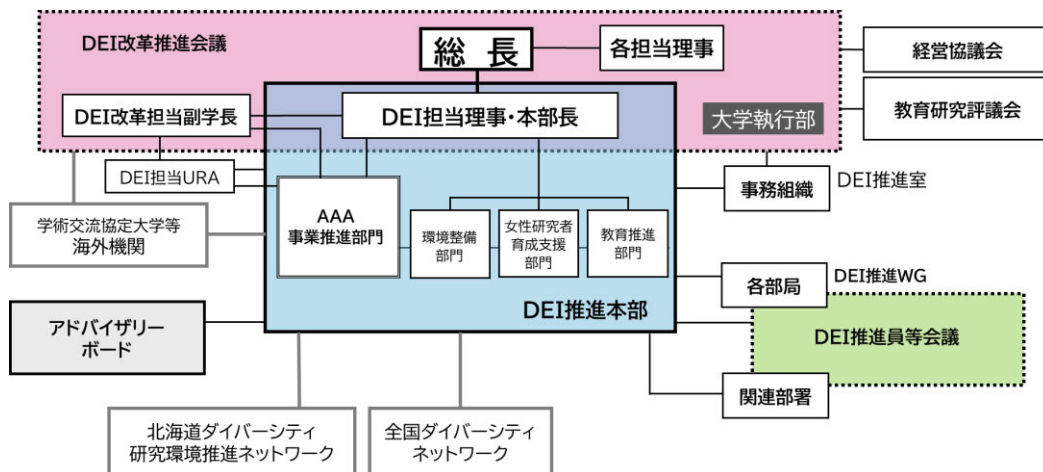 DEI改革推進会議
総長
各担当理事
経営協議会
教育研究評議会
DEI改革担当副学長
DEI担当理事・本部長
大学執行部
DEI担当URA
事務組織
DEI推進室
学術交流協定大学等
海外機関
AAA
事業推進部門
環境整備
部門
女性研究者
育成支援
部門
教育推進
部門
各部局
DEI推進WG
DEI推進本部
アドバイザリー
ボード
DEI推進員等会議
関連部署
北海道ダイバーシティ
研究環境推進ネットワーク
全国ダイバーシティ
ネットワーク